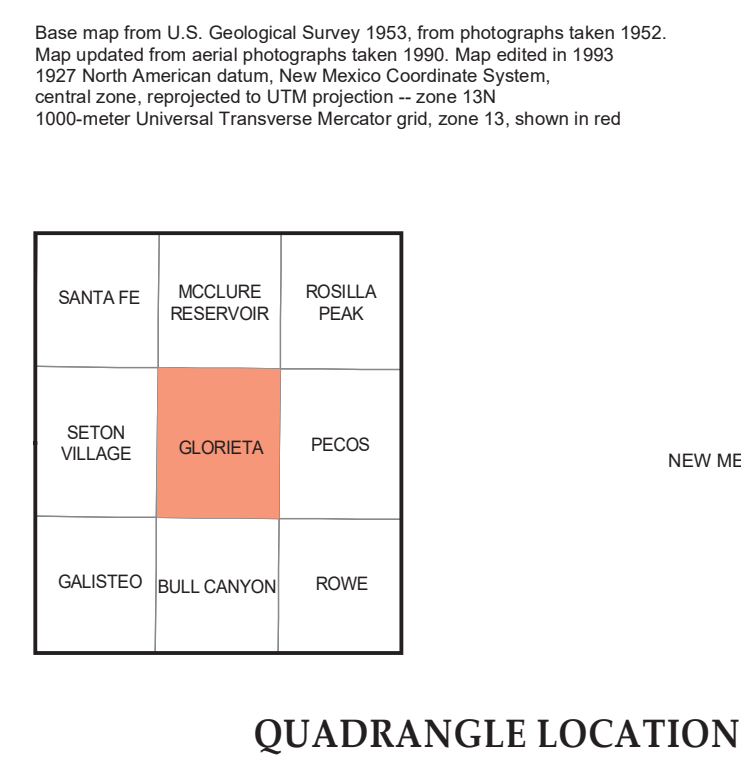 Base map from U.S. Geological Survey 1953, from photographs taken 1952.
Map updated from aerial photographs taken 1990. Map edited in 1993
1927 North American datum, New Mexico Coordinate System,
central zone, reprojected to UTM projection -- zone 13N
1000-meter Universal Transverse Mercator grid, zone 13, shown in red
SANTA FE
MCCLURE
RESERVOIR
ROSILLA
PEAK
SETON
VILLAGE
GLORIETA
PECOS
NEW ME
GALISTEO
BULL CANYON
ROWE
QUADRANGLE LOCATION